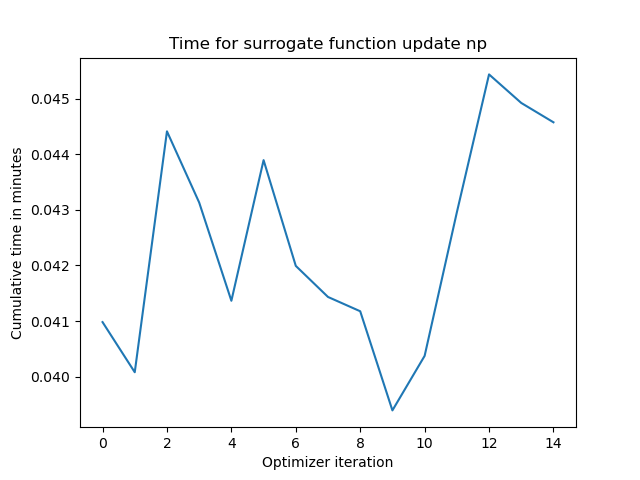 Time for surrogate function update np
Cumulative time in minutes
0.045
0.044
0.043
0.042
0.041
0.040
0 2 4 6 8 10 12 14
Optimizer iteration